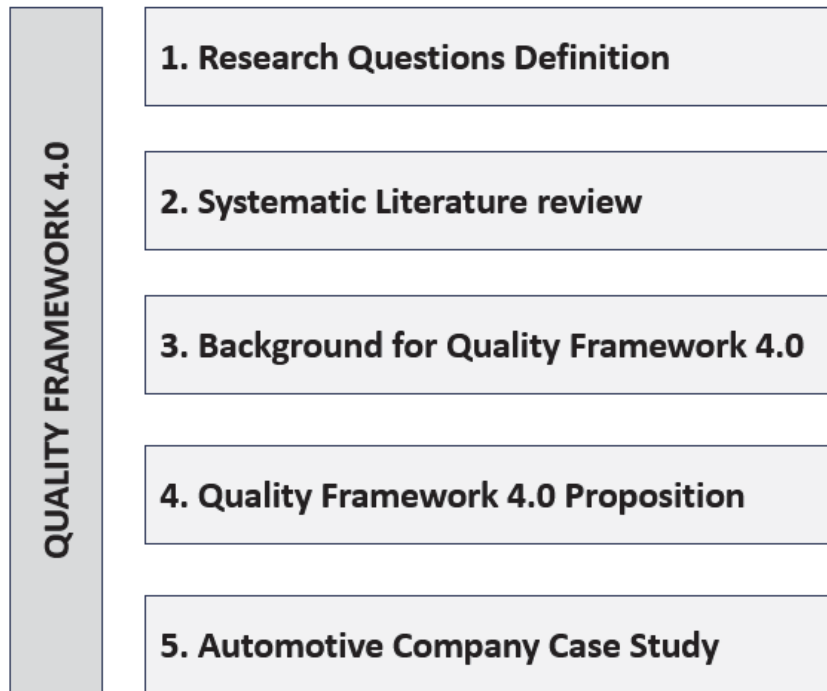 QUALITY FRAMEWORK 4.0
1. Research Questions Definition
2. Systematic Literature review
3. Background for Quality Framework 4.0
4. Quality Framework 4.0 Proposition
5. Automotive Company Case Study